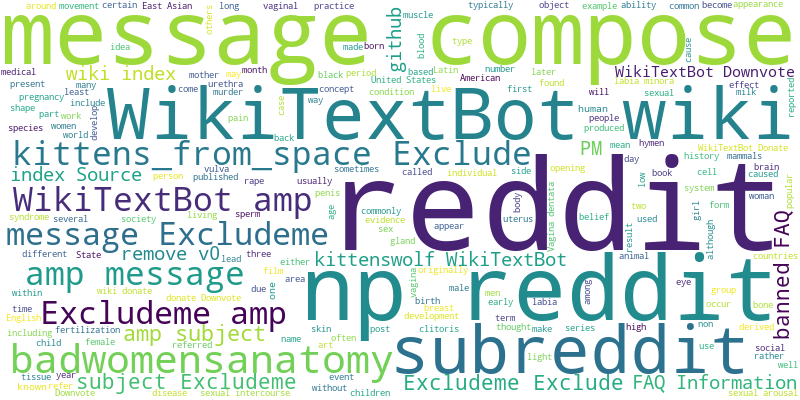 message compose
around movement certain East Asian long vaginal practice typically object example ability common become appearance
others idea github muscle blood made born type Latin cause
wiki index United States based number later WikiTextBot Downvote
medical mother may month black period American found labia minora
present urethra concept condition live first will effect milk reported
WikiTextBot wiki
pregnancy many come murder way human sexual
shape least include case people
species part work develop pain produced
women back PM mean hymen WikiTextBot Donate
world kittens_from_space Exclude day history mammals
vulva sometimes called individual side opening low book cell caused brain
index Source person published rape usually penis system popular
WikiTextBot amp reddit
syndrome several society living sperm age commonly evidence sex appear body uterus belief vagina dentata two used form woman girl
message Excludeme gland result although
different State remove v0 lead three either kittenswolf WikiTextBot animal countries
amp message film area vagina originally group
within wiki donate donate Downvote due one male men early birth labia among eye occur bone
time np reddit banned FAQ
English Excludeme amp breast development term
including fertilization skin post clitoris thought make series high non derived
child female amp subject referred often art name subreddit social rather
badwomensanatomy light use well
tissue year event
known refer subject Excludeme without children Excludeme Exclude FAQ Information
Downvote disease sexual intercourse sexual arousal